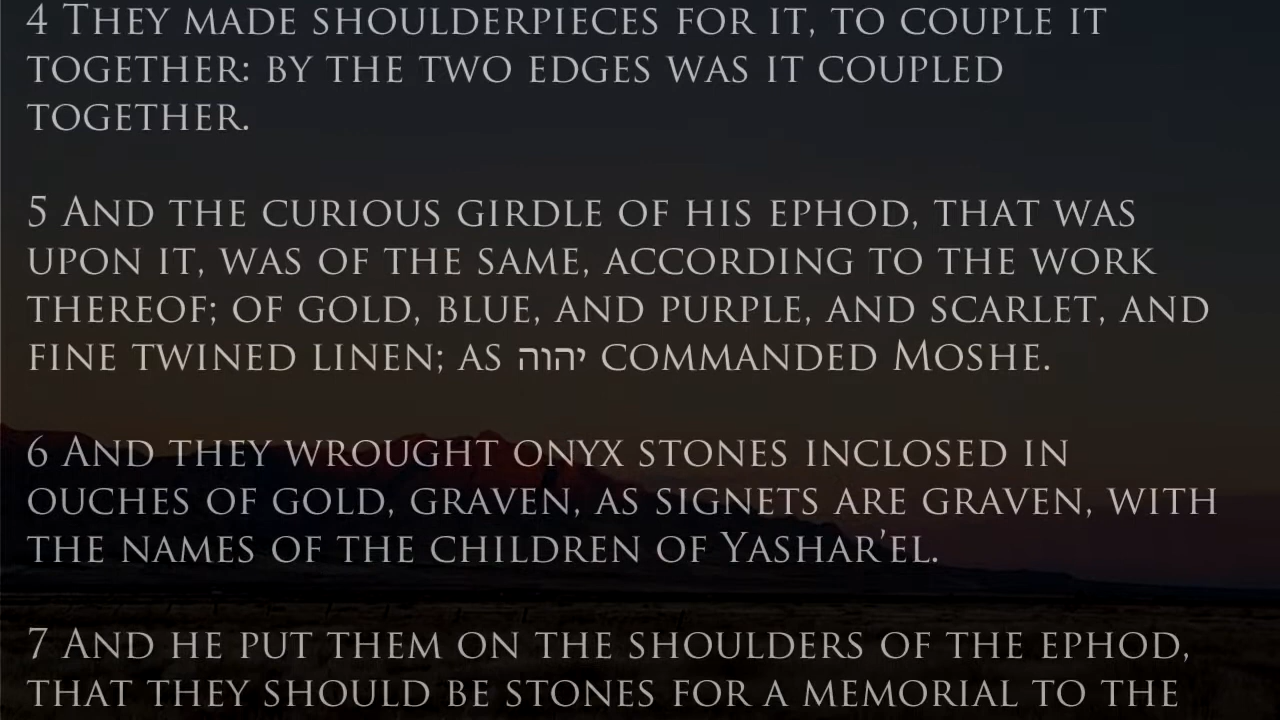 4 They made shoulderpieces for it, to couple it
together: by the two edges was it coupled
together.
5 And the curious girdle of his ephod, that was
upon it, was of the same, according to the work
thereof; of gold, blue, and purple, and scarlet, and
fine twined linen; as יהוה commanded Moshe.
6 And they wrought onyx stones inclosed in
ouches of gold, graven, as signets are graven, with
the names of the children of Yashar’el.
7 And he put them on the shoulders of the ephod,
that they should be stones for a memorial to the